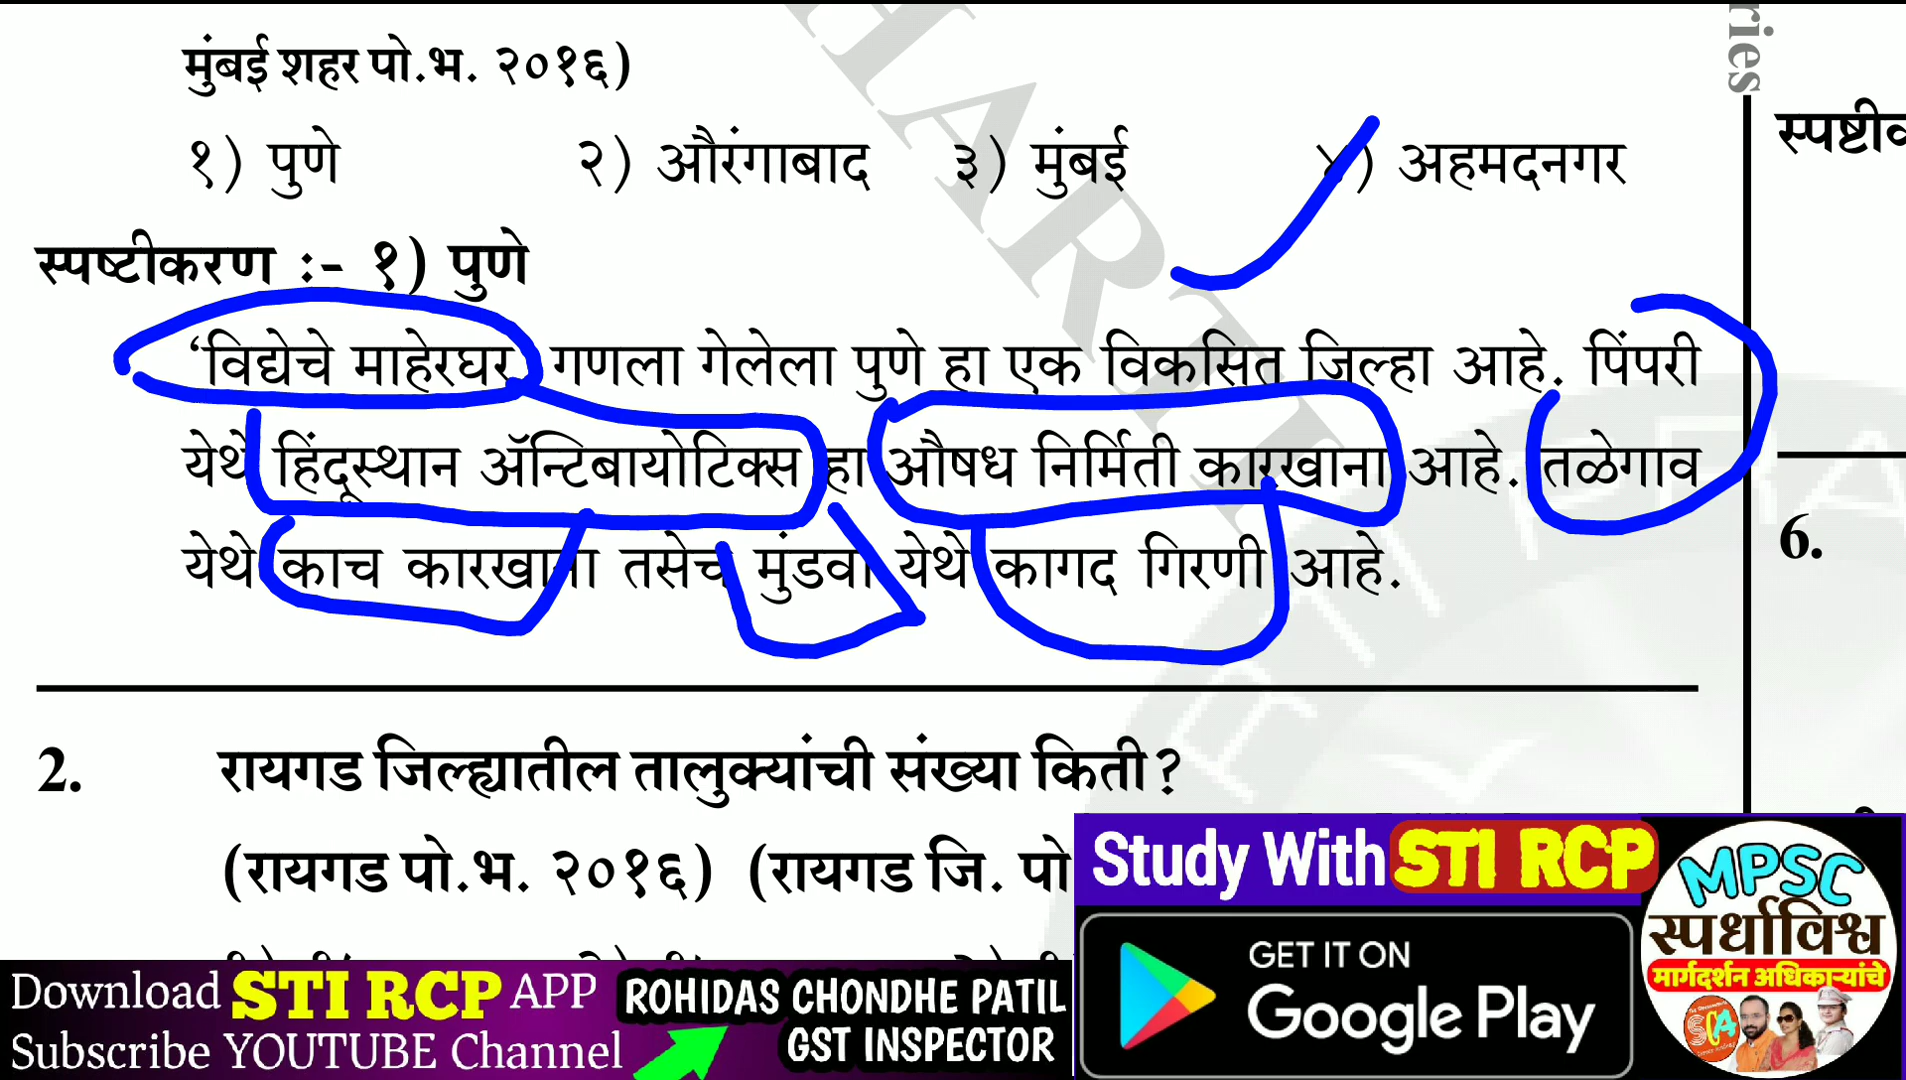 मुंबई शहर पो.भ. २०१६)
१) पुणे २) औरंगाबाद ३) मुंबई ४) अहमदनगर
स्पष्टीकरण :- १) पुणे
'विद्येचे माहेरघर' गणला गेलेला पुणे हा एक विकसित जिल्हा आहे. पिंपरी
येथे हिंदूस्थान ॲन्टिबायोटिक्स हा औषध निर्मिती कारखाना आहे. तळेगाव
येथे काच कारखाना तसेच मुंडवा येथे कागद गिरणी आहे.
2. रायगड जिल्ह्यातील तालुक्यांची संख्या किती?
(रायगड पो.भ. २०१६) (रायगड जि. पो
ries
6.
HARTI
Study With STI RCP
GET IT ON
Google Play
MPSC
स्पर्धाविश्व
मार्गदर्शन अधिकाऱ्यांचे
Download STI RCP APP
Subscribe YOUTUBE Channel
ROHIDAS CHONDHE PATIL
GST INSPECTOR